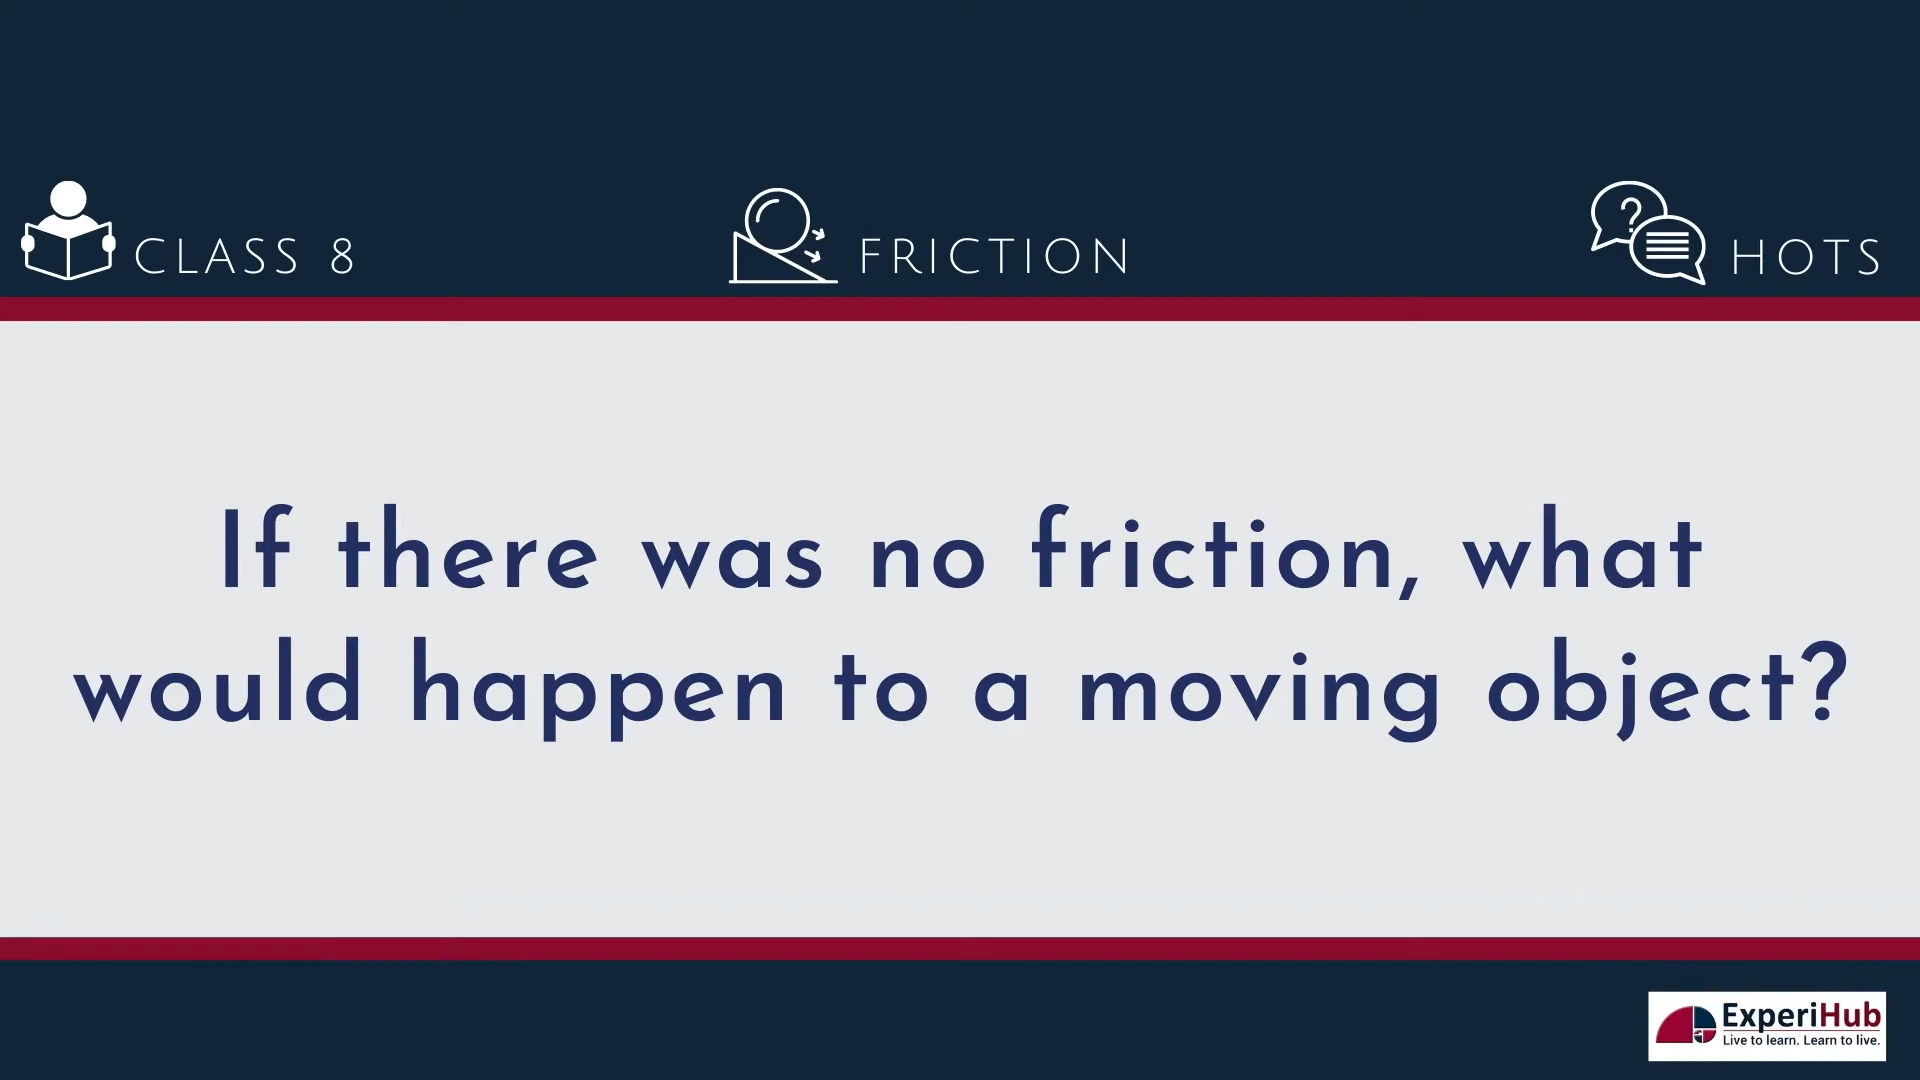 CLASS 8
FRICTION
HOTS
If there was no friction, what
would happen to a moving object?
ExperiHub
Live to learn. Learn to live.